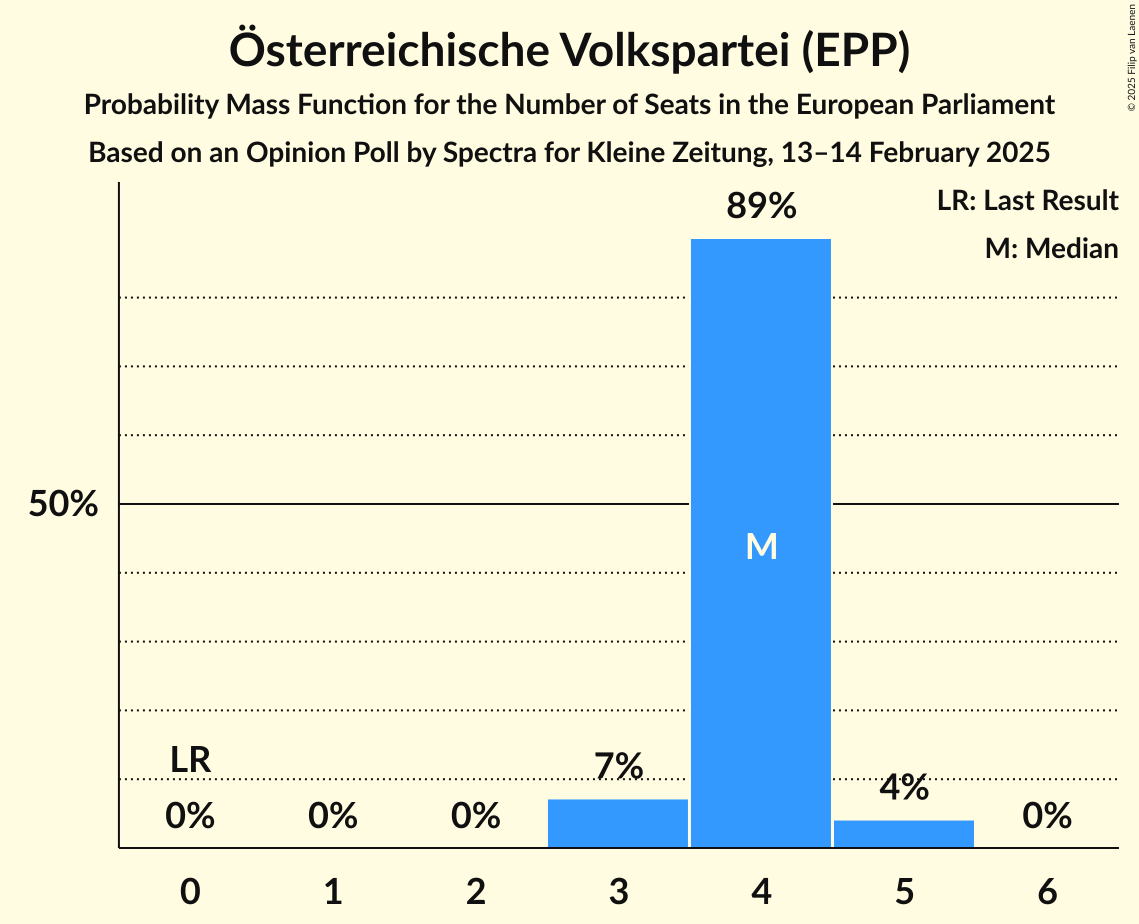 Österreichische Volkspartei (EPP)
Probability Mass Function for the Number of Seats in the European Parliament
Based on an Opinion Poll by Spectra for Kleine Zeitung, 13–14 February 2025
© 2025 Filip van Laenen
LR: Last Result
M: Median
89%
50%
M
LR
7%
4%
0%
0%
0%
0%
0
1
2
3
4
5
6